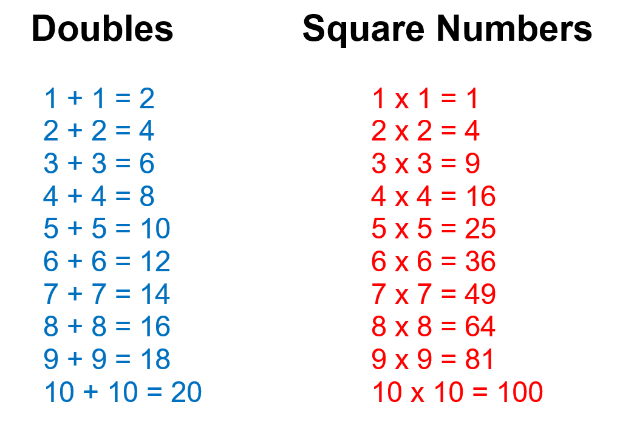 Doubles
1 + 1 = 2
2 + 2 = 4
3 + 3 = 6
4 + 4 = 8
5 + 5 = 10
6 + 6 = 12
7 + 7 = 14
8 + 8 = 16
9 + 9 = 18
10 + 10 = 20
Square Numbers
1 x 1 = 1
2 x 2 = 4
3 x 3 = 9
4 x 4 = 16
5 x 5 = 25
6 x 6 = 36
7 x 7 = 49
8 x 8 = 64
9 x 9 = 81
10 x 10 = 100